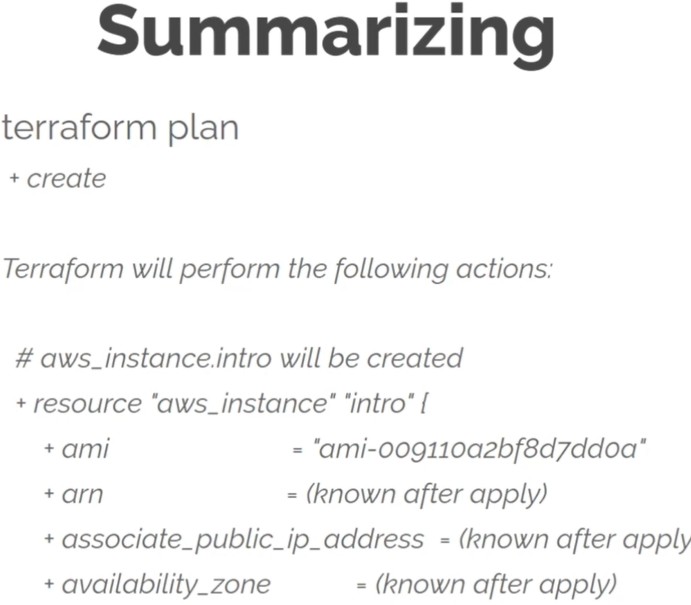 Summarizing
terraform plan
+ create
Terraform will perform the following actions:
# aws_instance.intro will be created
+ resource "aws_instance" "intro" {
+ ami = "ami-009110a2bf8d7dd0a"
+ arn = (known after apply)
+ associate_public_ip_address = (known after apply
+ availability_zone = (known after apply)